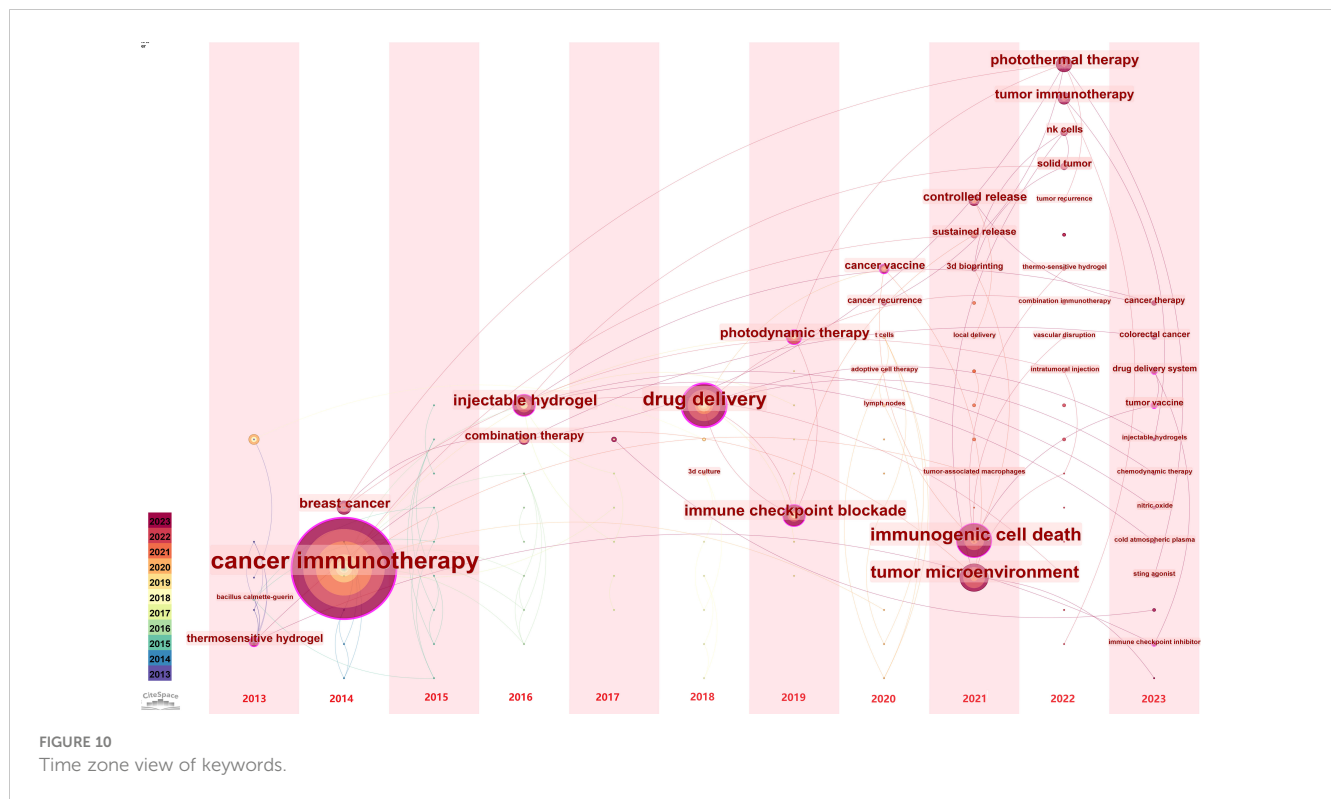 photothermal therapy
tumor immunotherapy
nk cells
solid tumor
controlled release
tumor recurrence
sustained release
cancer vaccine
3d bioprinting
thermo-sensitive hydrogel
cancer recurrence
combination immunotherapy
cancer therapy
photodynamic therapy
t cells
local delivery
vascular disruption
colorectal cancer
adoptive cell therapy
intratumoral injection
drug delivery system
injectable hydrogel
drug delivery
lymph nodes
tumor vaccine
combination therapy
injectable hydrogels
3d culture
tumor-associated macrophages
chemodynamic therapy
breast cancer
immune checkpoint blockade
nitric oxide
immunogenic cell death
cold atmospheric plasma
cancer immunotherapy
tumor microenvironment
sting agonist
bacillus calmette-guerin
thermosensitive hydrogel
immune checkpoint inhibitor
2023
2022
2021
2020
2019
2018
2017
2016
2015
2014
2013
CiteSpace
2013 2014 2015 2016 2017 2018 2019 2020 2021 2022 2023
FIGURE 10
Time zone view of keywords.